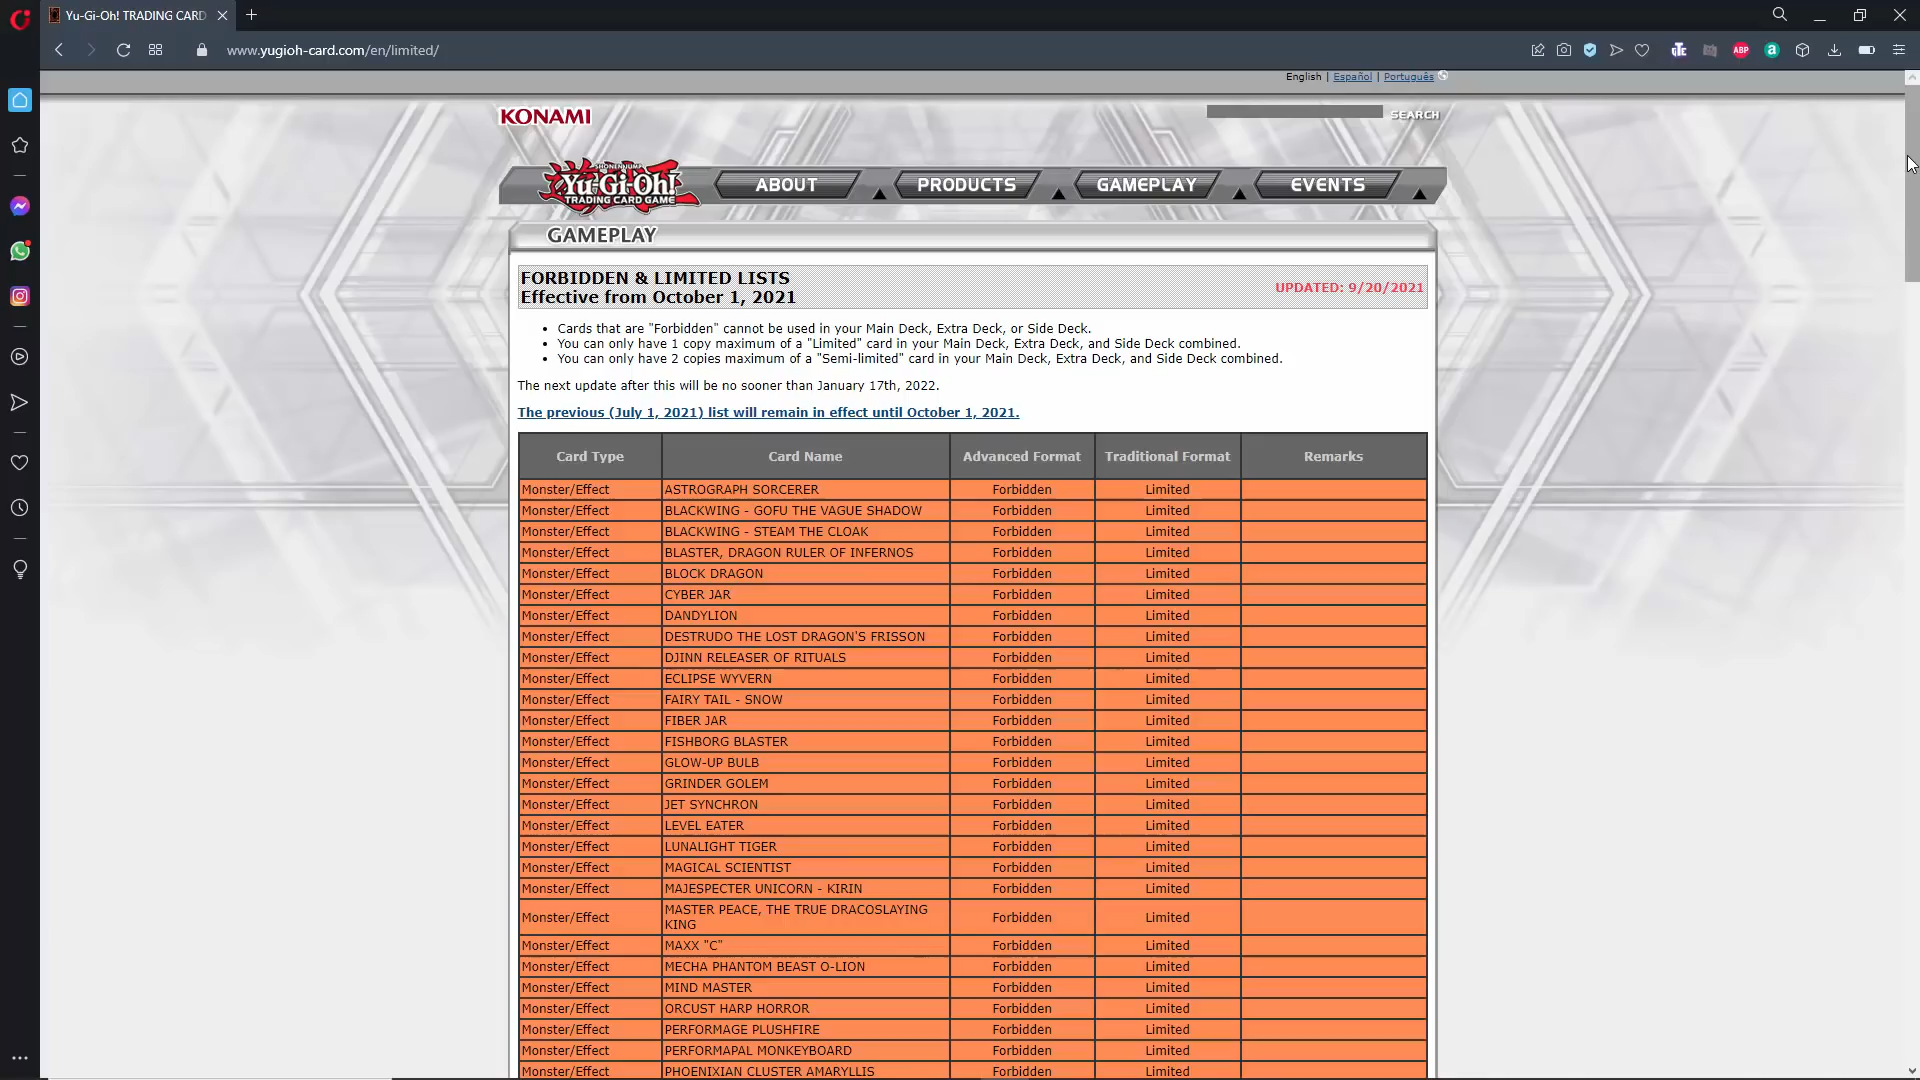 Yu-Gi-Oh! TRADING CARD
www.yugioh-card.com/en/limited/
ABP
a
English | Español | Português
KONAMI
SEARCH
SHONEN JUMP
Yu-Gi-Oh!
TRADING CARD GAME
ABOUT
PRODUCTS
GAMEPLAY
EVENTS
GAMEPLAY
FORBIDDEN & LIMITED LISTS
Effective from October 1, 2021
UPDATED: 9/20/2021
• Cards that are "Forbidden" cannot be used in your Main Deck, Extra Deck, or Side Deck.
• You can only have 1 copy maximum of a "Limited" card in your Main Deck, Extra Deck, and Side Deck combined.
• You can only have 2 copies maximum of a "Semi-limited" card in your Main Deck, Extra Deck, and Side Deck combined.
The next update after this will be no sooner than January 17th, 2022.
The previous (July 1, 2021) list will remain in effect until October 1, 2021.
Card Type Card Name Advanced Format Traditional Format Remarks
Monster/Effect ASTROGRAPH SORCERER Forbidden Limited
Monster/Effect BLACKWING - GOFU THE VAGUE SHADOW Forbidden Limited
Monster/Effect BLACKWING - STEAM THE CLOAK Forbidden Limited
Monster/Effect BLASTER, DRAGON RULER OF INFERNOS Forbidden Limited
Monster/Effect BLOCK DRAGON Forbidden Limited
Monster/Effect CYBER JAR Forbidden Limited
Monster/Effect DANDYLION Forbidden Limited
Monster/Effect DESTRUDO THE LOST DRAGON'S FRISSON Forbidden Limited
Monster/Effect DJINN RELEASER OF RITUALS Forbidden Limited
Monster/Effect ECLIPSE WYVERN Forbidden Limited
Monster/Effect FAIRY TAIL - SNOW Forbidden Limited
Monster/Effect FIBER JAR Forbidden Limited
Monster/Effect FISHBORG BLASTER Forbidden Limited
Monster/Effect GLOW-UP BULB Forbidden Limited
Monster/Effect GRINDER GOLEM Forbidden Limited
Monster/Effect JET SYNCHRON Forbidden Limited
Monster/Effect LEVEL EATER Forbidden Limited
Monster/Effect LUNALIGHT TIGER Forbidden Limited
Monster/Effect MAGICAL SCIENTIST Forbidden Limited
Monster/Effect MAJESPECTER UNICORN - KIRIN Forbidden Limited
Monster/Effect MASTER PEACE, THE TRUE DRACOSLAYING Forbidden Limited
KING
Monster/Effect MAXX "C" Forbidden Limited
Monster/Effect MECHA PHANTOM BEAST O-LION Forbidden Limited
Monster/Effect MIND MASTER Forbidden Limited
Monster/Effect ORCUST HARP HORROR Forbidden Limited
Monster/Effect PERFORMAGE PLUSHFIRE Forbidden Limited
Monster/Effect PERFORMAPAL MONKEYBOARD Forbidden Limited
Monster/Effect PHOENIXIAN CLUSTER AMARYLLIS Forbidden Limited